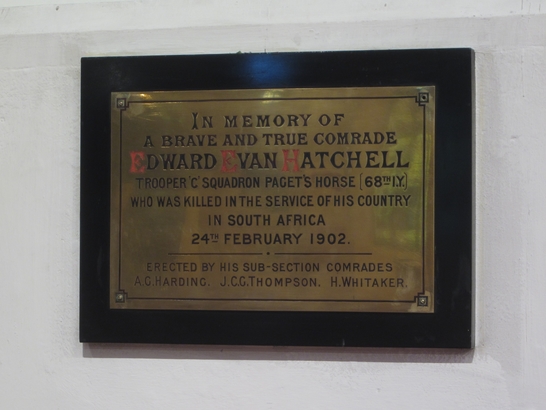 IN MEMORY OF
A BRAVE AND TRUE COMRADE
EDWARD EVAN HATCHELL
TROOPER 'C' SQUADRON PAGET'S HORSE (68TH I.Y.)
WHO WAS KILLED IN THE SERVICE OF HIS COUNTRY
IN SOUTH AFRICA
24TH FEBRUARY 1902.
ERECTED BY HIS SUB-SECTION COMRADES
A.G.HARDING. J.C.G.THOMPSON. H.WHITAKER.